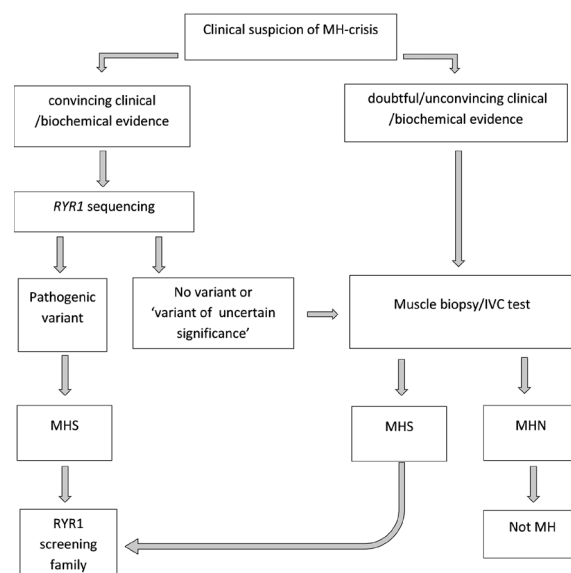 Clinical suspicion of MH-crisis
convincing clinical
/biochemical evidence
doubtful/unconvincing clinical
/biochemical evidence
RYR1 sequencing
Pathogenic
variant
No variant or
‘variant of uncertain
significance’
Muscle biopsy/IVC test
MHS
MHS
MHN
RYR1
screening
family
Not MH